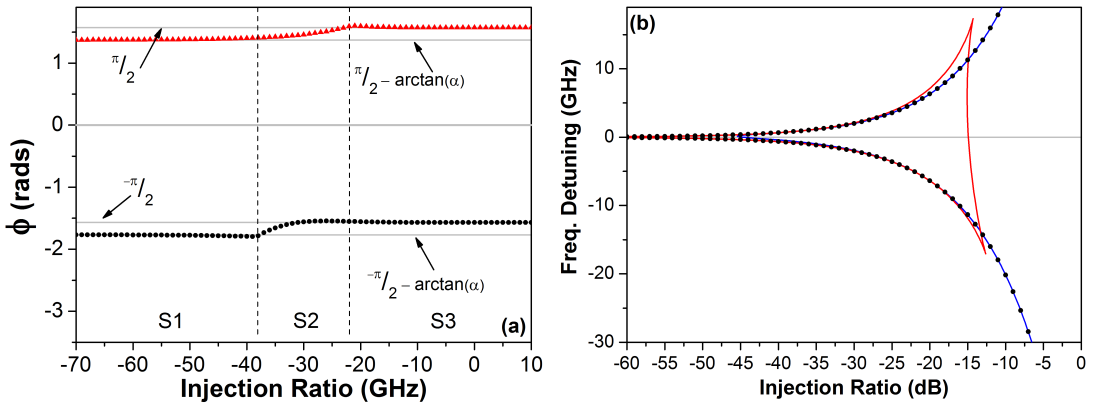 (b)
1
0
-1
-2
-3
ϕ (rads)
π/2
π/2 – arctan(α)
-π/2
-π/2 – arctan(α)
S1
S2
S3
(a)
-70
-60
-50
-40
-30
-20
-10
0
10
Injection Ratio (GHz)
10
0
-10
-20
-30
Freq. Detuning (GHz)
-60
-55
-50
-45
-40
-35
-30
-25
-20
-15
-10
-5
0
Injection Ratio (dB)